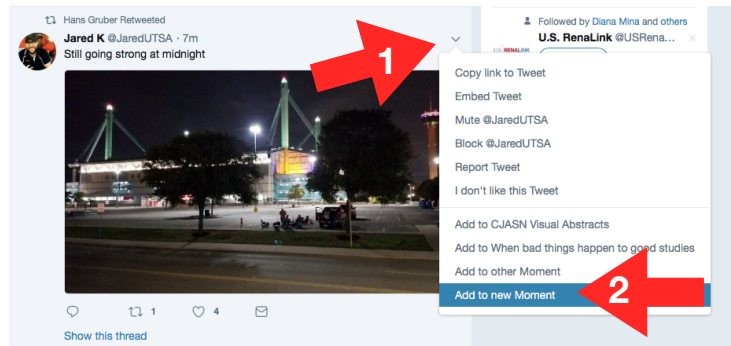 Hans Gruber Retweeted
Jared K @JaredUTSA · 7m
Still going strong at midnight
1
Followed by Diana Mina and others
U.S. RenaLink @USRena... ×
RENALINK
Copy link to Tweet
Embed Tweet
Mute @JaredUTSA
Block @JaredUTSA
Report Tweet
I don't like this Tweet
Add to CJASN Visual Abstracts
Add to When bad things happen to good studies
Add to other Moment
Add to new Moment
2
1 4
Show this thread